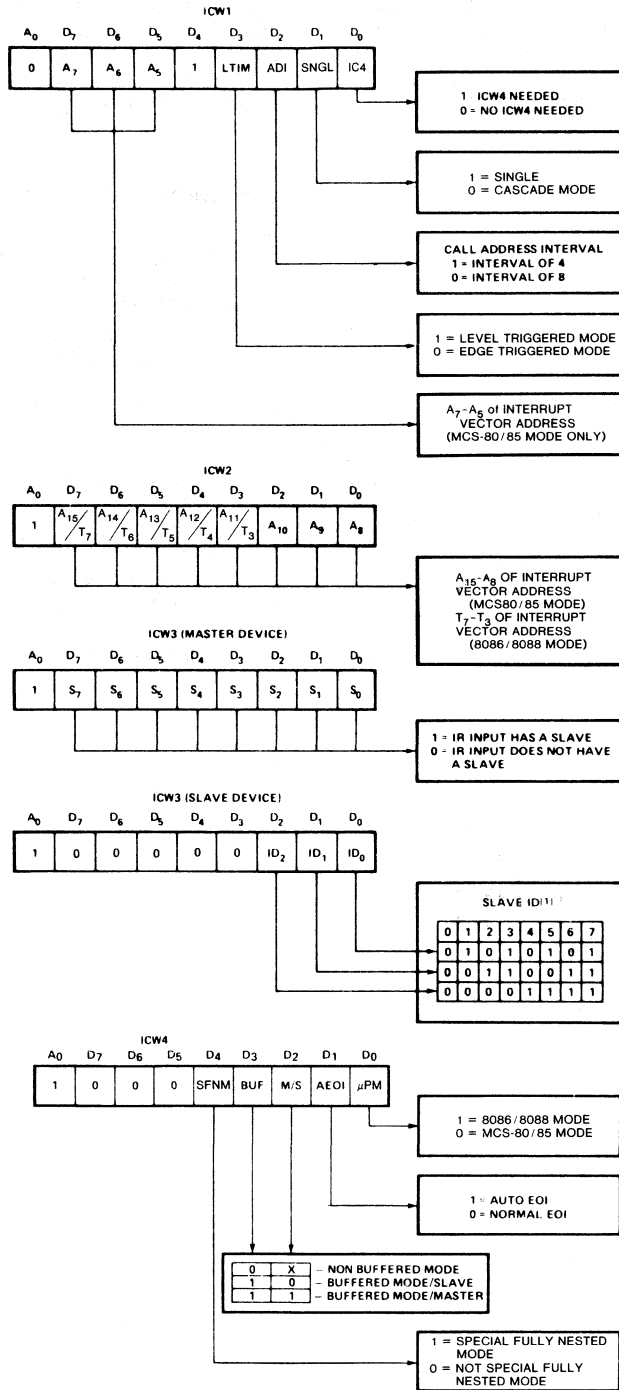 ICW1
A0 D7 D6 D5 D4 D3 D2 D1 D0
0 A7 A6 A5 1 LTIM ADI SNGL IC4
1 ICW4 NEEDED
0 = NO ICW4 NEEDED
1 = SINGLE
0 = CASCADE MODE
CALL ADDRESS INTERVAL
1 = INTERVAL OF 4
0 = INTERVAL OF 8
1 = LEVEL TRIGGERED MODE
0 = EDGE TRIGGERED MODE
A7-A5 of INTERRUPT
VECTOR ADDRESS
(MCS-80/85 MODE ONLY)
ICW2
A0 D7 D6 D5 D4 D3 D2 D1 D0
1 A15/T7 A14/T6 A13/T5 A12/T4 A11/T3 A10 A9 A8
A15-A8 OF INTERRUPT
VECTOR ADDRESS
(MCS80/85 MODE)
T7-T3 OF INTERRUPT
VECTOR ADDRESS
(8086/8088 MODE)
ICW3 (MASTER DEVICE)
A0 D7 D6 D5 D4 D3 D2 D1 D0
1 S7 S6 S5 S4 S3 S2 S1 S0
1 = IR INPUT HAS A SLAVE
0 = IR INPUT DOES NOT HAVE
A SLAVE
ICW3 (SLAVE DEVICE)
A0 D7 D6 D5 D4 D3 D2 D1 D0
1 0 0 0 0 0 ID2 ID1 ID0
SLAVE ID(1)
0 1 2 3 4 5 6 7
0 1 0 1 0 1 0 1
0 0 1 1 0 0 1 1
0 0 0 0 1 1 1 1
ICW4
A0 D7 D6 D5 D4 D3 D2 D1 D0
1 0 0 0 SFNM BUF M/S AEOI μPM
1 = 8086/8088 MODE
0 = MCS-80/85 MODE
1 = AUTO EOI
0 = NORMAL EOI
0 X – NON BUFFERED MODE
1 0 – BUFFERED MODE/SLAVE
1 1 – BUFFERED MODE/MASTER
1 = SPECIAL FULLY NESTED
MODE
0 = NOT SPECIAL FULLY
NESTED MODE